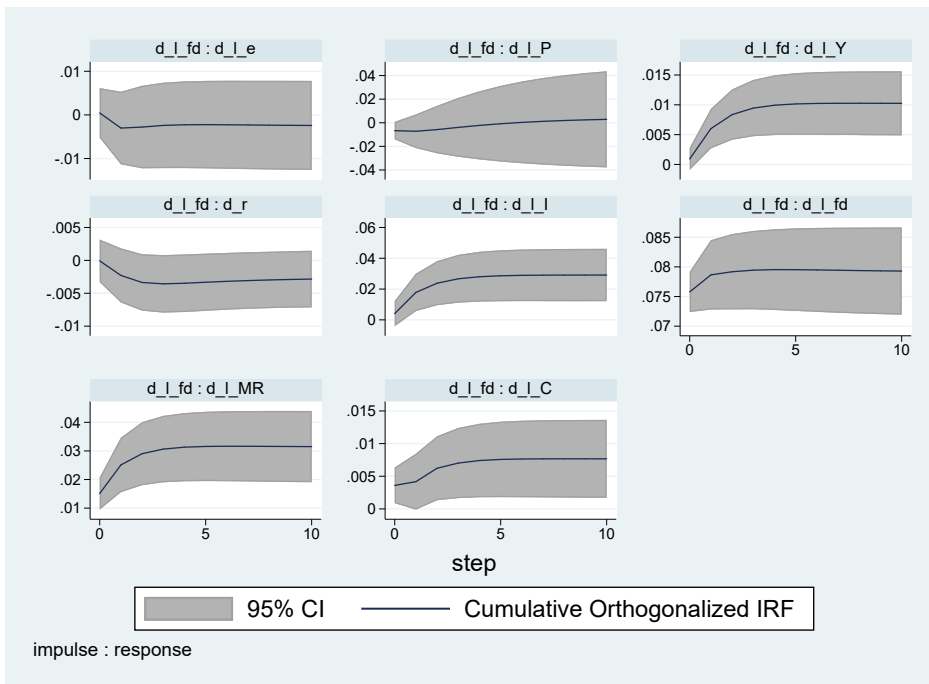 d_l_fd : d_l_e
.01
0
-.01
d_l_fd : d_l_P
.04
.02
0
-.02
-.04
d_l_fd : d_l_Y
.015
.01
.005
0
d_l_fd : d_r
.005
0
-.005
-.01
d_l_fd : d_l_I
.06
.04
.02
0
d_l_fd : d_l_fd
.085
.08
.075
.07
0 5 10
d_l_fd : d_l_MR
.04
.03
.02
.01
0 5 10
d_l_fd : d_l_C
.015
.01
.005
0
0 5 10
step
95% CI Cumulative Orthogonalized IRF
impulse : response